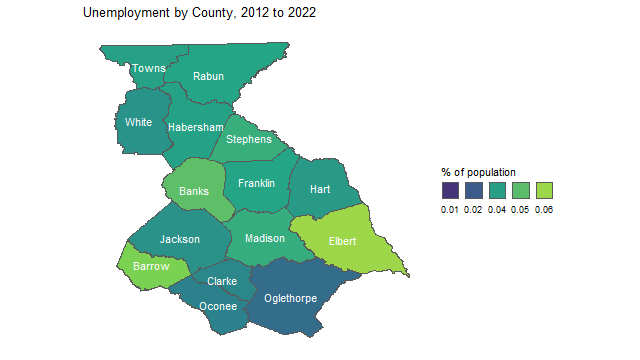 Unemployment by County, 2012 to 2022
Towns
Rabun
White
Habersham
Stephens
Banks
Franklin
Hart
Jackson
Madison
Elbert
Barrow
Clarke
Oconee
Oglethorpe
% of population
0.01 0.02 0.04 0.05 0.06